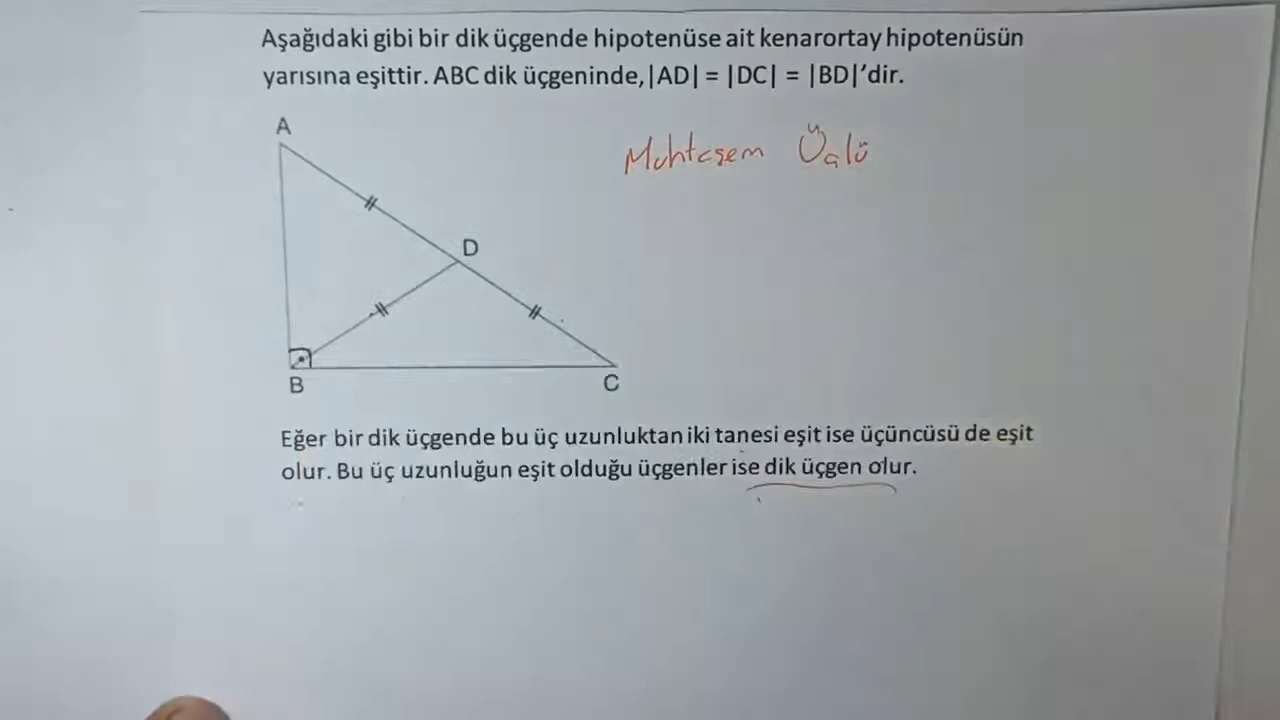 Aşağıdaki gibi bir dik üçgende hipotenüse ait kenarortay hipotenüsün
yarısına eşittir. ABC dik üçgeninde,|AD| = |DC| = |BD|'dir.
Muhteşem Üçlü
A
D
B
C
Eğer bir dik üçgende bu üç uzunluktan iki tanesi eşit ise üçüncüsü de eşit
olur. Bu üç uzunluğun eşit olduğu üçgenler ise dik üçgen olur.